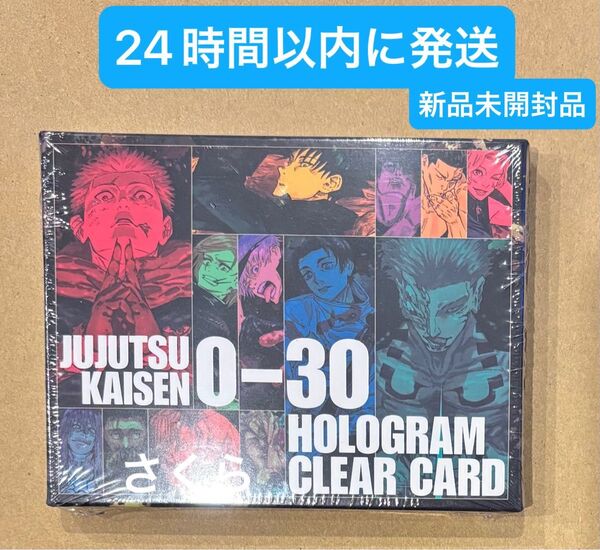 24時間以内に発送
新品未開封品
JUJUTSU
KAISEN
0-30
HOLOGRAM
CLEAR CARD
さくら